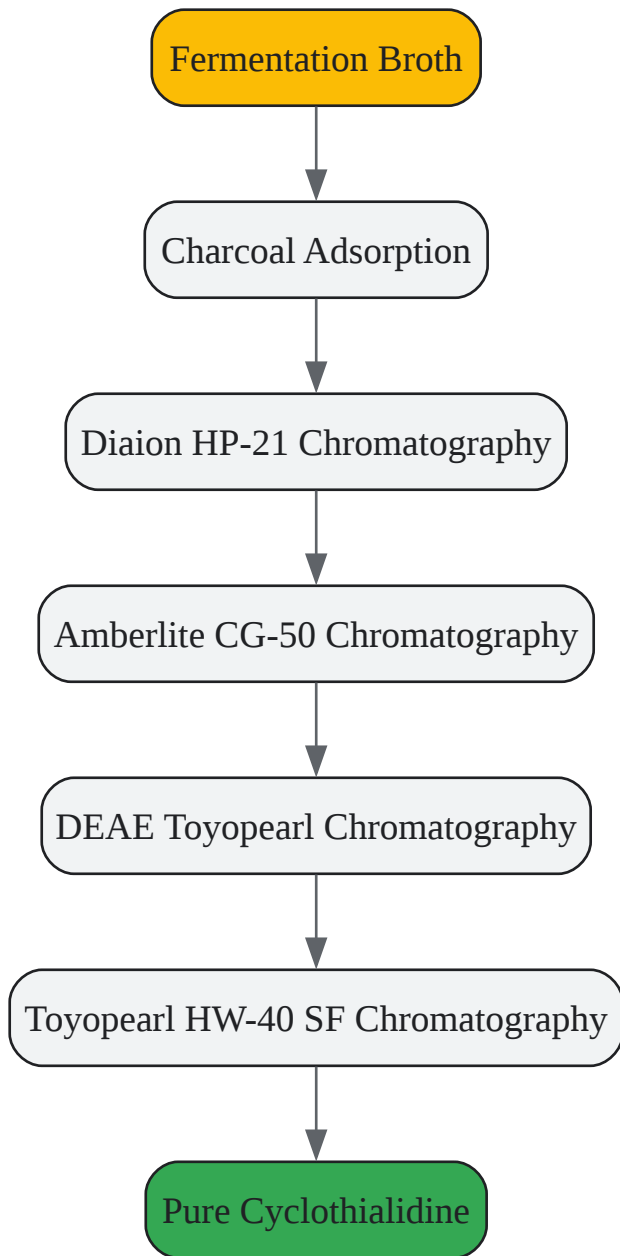 Fermentation Broth
Charcoal Adsorption
Diaion HP-21 Chromatography
Amberlite CG-50 Chromatography
DEAE Toyopearl Chromatography
Toyopearl HW-40 SF Chromatography
Pure Cyclothialidine